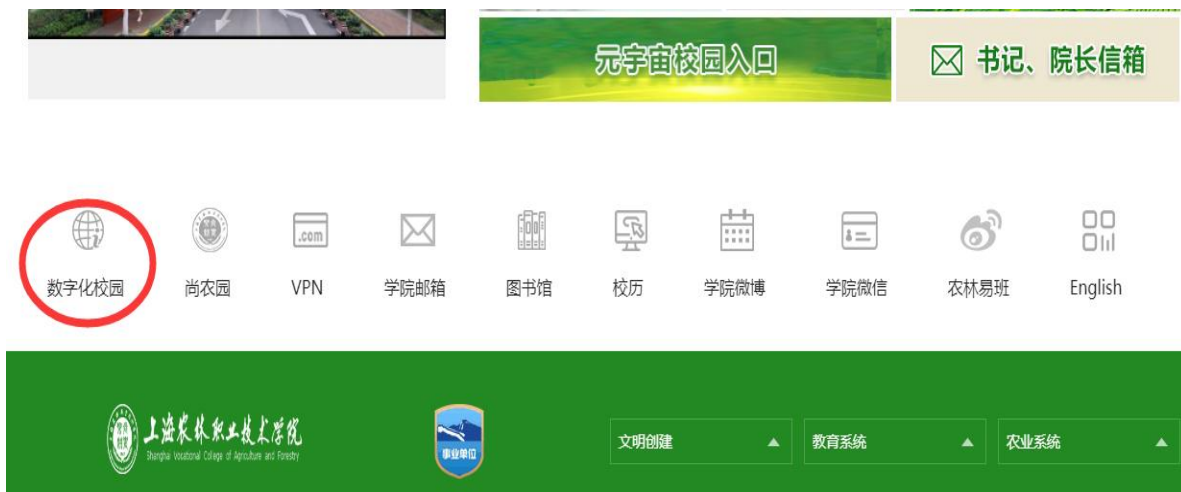 元宇宙校园入口
书记、院长信箱
.com
数字化校园
尚农园
VPN
学院邮箱
图书馆
校历
学院微博
学院微信
农林易班
English
上海农林职业技术学院
Shanghai Vocational College of Agriculture and Forestry
事业单位
文明创建
教育系统
农业系统